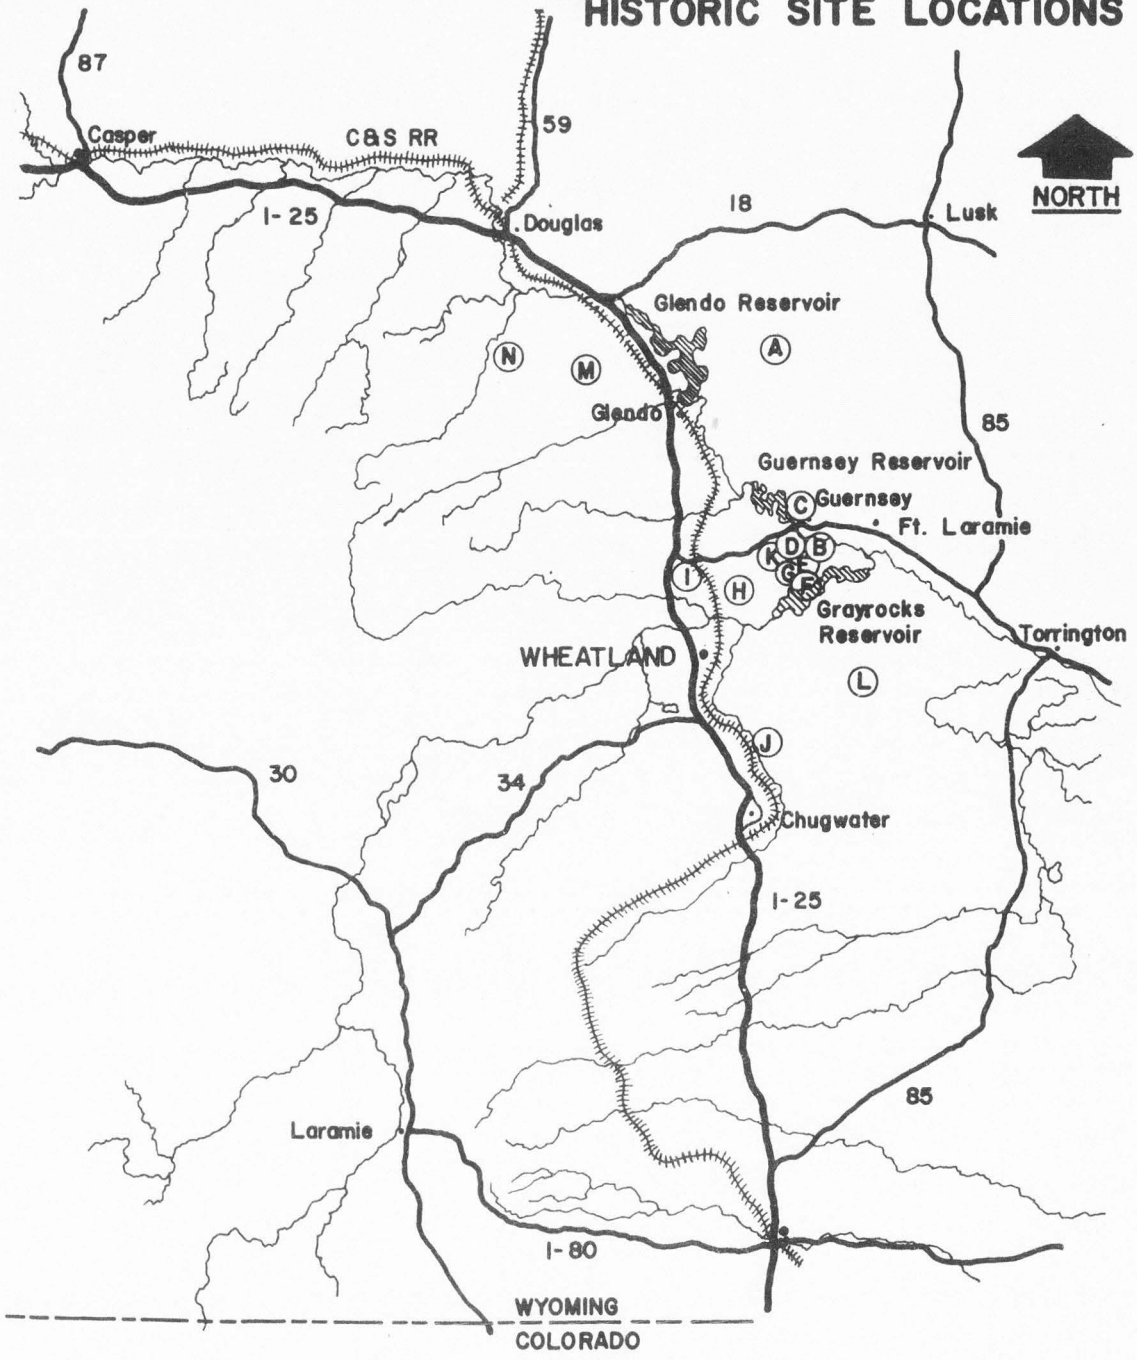 HISTORIC SITE LOCATIONS
87
Casper
C&S RR
59
NORTH
I-25
Douglas
18
Lusk
Glendo Reservoir
N
M
A
Glendo
85
Guernsey Reservoir
C
Guernsey
Ft. Laramie
D
B
K
E
G
F
I
H
Grayrocks
Reservoir
Torrington
WHEATLAND
L
J
30
34
Chugwater
I-25
85
Laramie
I-80
WYOMING
COLORADO